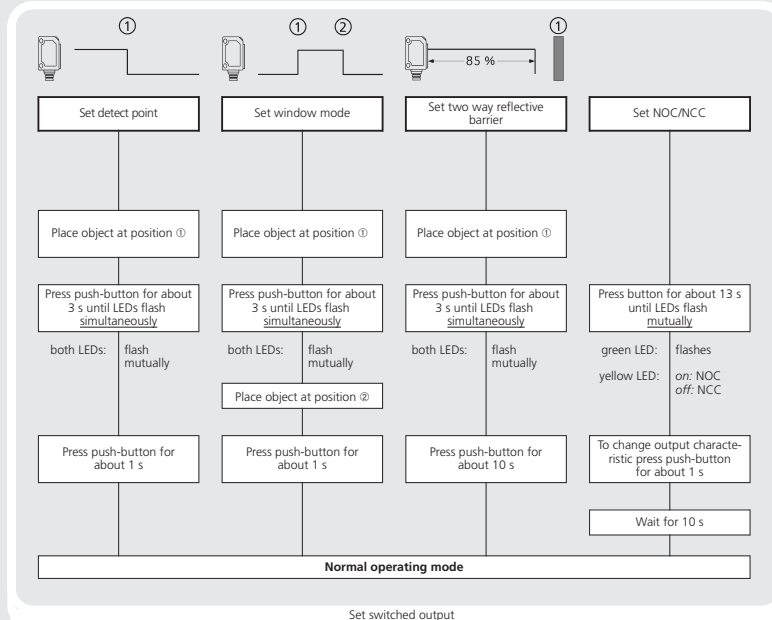 ①
① ②
85 %
①
Set detect point
Place object at position ①
Press push-button for about
3 s until LEDs flash
simultaneously
both LEDs: flash
mutually
Press push-button for
about 1 s
Set window mode
Place object at position ①
Press push-button for about
3 s until LEDs flash
simultaneously
both LEDs: flash
mutually
Place object at position ②
Press push-button for
about 1 s
Set two way reflective
barrier
Place object at position ①
Press push-button for about
3 s until LEDs flash
simultaneously
both LEDs: flash
mutually
Press push-button for
about 10 s
Set NOC/NCC
Press button for about 13 s
until LEDs flash
mutually
green LED: flashes
yellow LED: on: NOC
off: NCC
To change output characte-
ristic press push-button
for about 1 s
Wait for 10 s
Normal operating mode
Set switched output